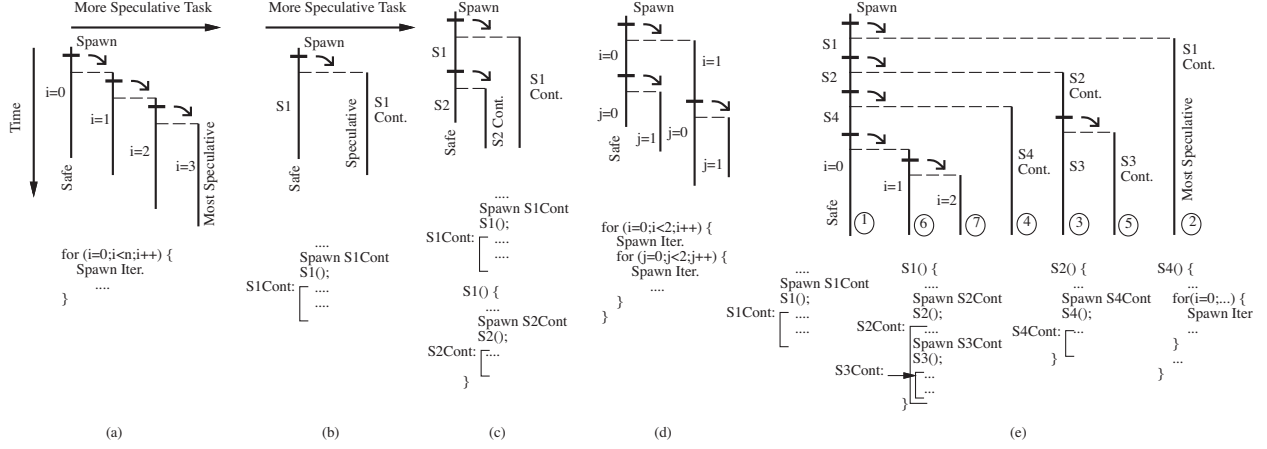 More Speculative Task
Spawn
Time
i=0
i=1
i=2
i=3
Safe
Most Speculative
for (i=0;i<n;i++) {
Spawn Iter.
....
}
(a)
More Speculative Task
Spawn
S1
S1
Cont.
Safe
Speculative
....
Spawn S1Cont
S1();
S1Cont:
....
....
(b)
Spawn
S1
S2
S1
Cont.
S2 Cont.
Safe
....
Spawn S1Cont
S1();
S1Cont:
....
....
S1() {
....
Spawn S2Cont
S2();
S2Cont:
....
}
(c)
Spawn
i=0
i=1
j=0
j=1
j=0
j=1
Safe
for (i=0;i<2;i++) {
Spawn Iter.
for (j=0;j<2;j++) {
Spawn Iter.
....
}
}
(d)
Spawn
S1
S1
Cont.
S2
S2
Cont.
S4
S4
Cont.
S3
S3
Cont.
i=0
i=1
i=2
Safe
Most Speculative
1
6
7
4
3
5
2
....
Spawn S1Cont
S1();
S1Cont:
....
....
S1() {
....
Spawn S2Cont
S2();
S2Cont:
....
Spawn S3Cont
S3();
S3Cont:
...
...
}
S2() {
...
Spawn S4Cont
S4();
S4Cont:
...
}
S4() {
...
for(i=0;...) {
Spawn Iter
...
}
...
}
(e)